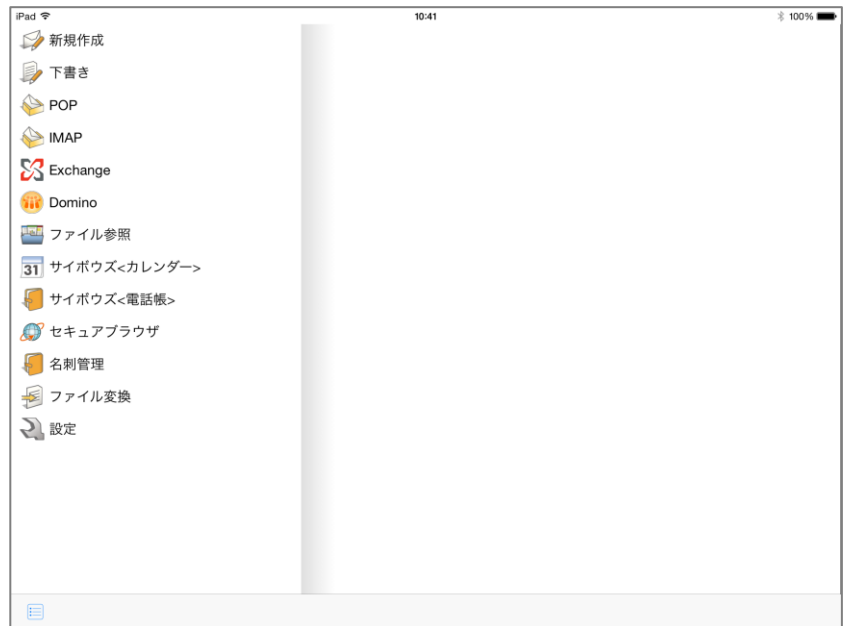 iPad 10:41 100%
新規作成
下書き
POP
IMAP
Exchange
Domino
ファイル参照
31 サイボウズ<カレンダー>
サイボウズ<電話帳>
セキュアブラウザ
名刺管理
ファイル変換
設定